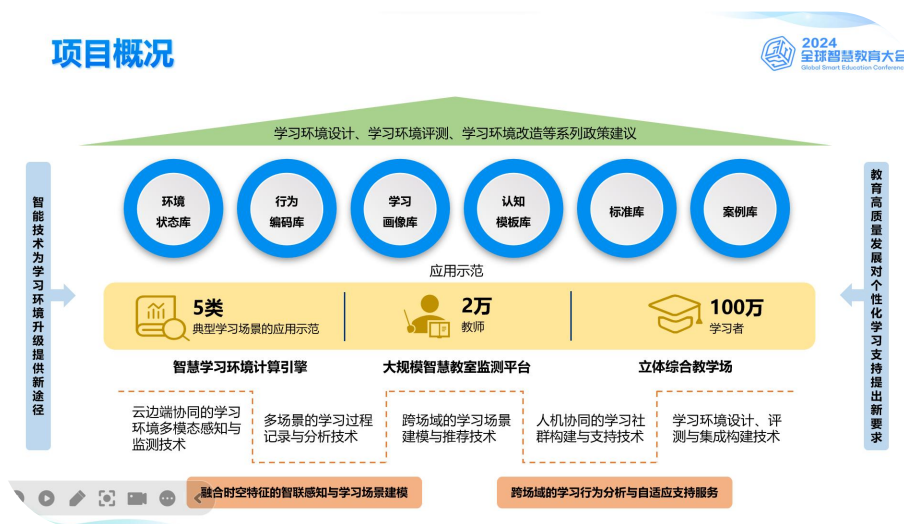 项目概况
2024
全球智慧教育大会
Global Smart Education Conference
学习环境设计、学习环境评测、学习环境改造等系列政策建议
智能技术为学习环境升级提供新途径
环境
状态库
行为
编码库
学习
画像库
认知
模板库
标准库
案例库
教育高质量发展对个性化学习支持提出新要求
应用示范
5类
典型学习场景的应用示范
2万
教师
100万
学习者
智慧学习环境计算引擎
大规模智慧教室监测平台
立体综合教学场
云边端协同的学习
环境多模态感知与
监测技术
多场景的学习过程
记录与分析技术
跨场域的学习场景
建模与推荐技术
人机协同的学习社
群构建与支持技术
学习环境设计、评
测与集成构建技术
融合时空特征的智联感知与学习场景建模
跨场域的学习行为分析与自适应支持服务